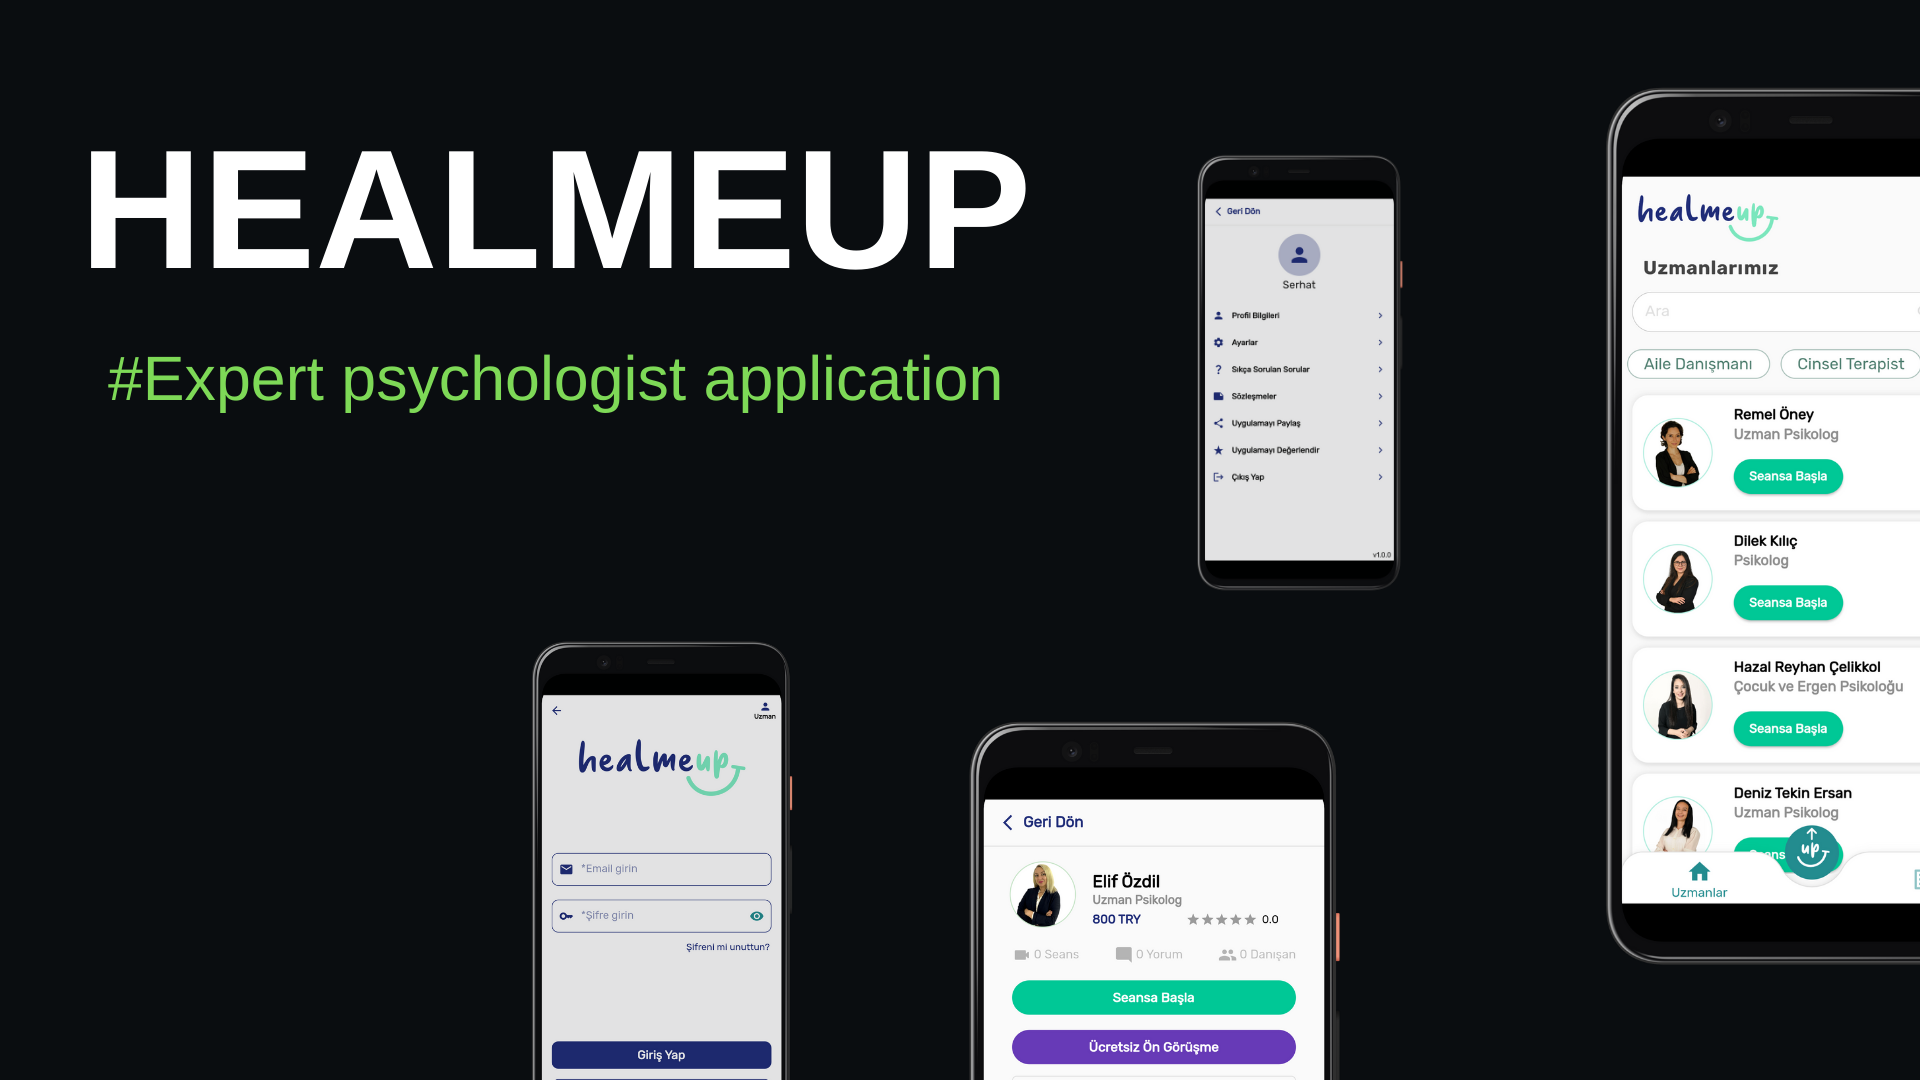 HEALMEUP
#Expert psychologist application
Geri Dön
Serhat
Profil Bilgileri
Ayarlar
Sıkça Sorulan Sorular
Sözleşmeler
Uygulamayı Paylaş
Uygulamayı Değerlendir
Çıkış Yap
v1.0.0
healmeup
Uzmanlarımız
Ara
Aile Danışmanı
Cinsel Terapist
Remel Öney
Uzman Psikolog
Seansa Başla
Dilek Kılıç
Psikolog
Seansa Başla
Hazal Reyhan Çelikkol
Çocuk ve Ergen Psikoloğu
Seansa Başla
Deniz Tekin Ersan
Uzman Psikolog
up
Uzmanlar
Uzman
healmeup
*Email girin
*Şifre girin
Şifreni mi unuttun?
Giriş Yap
Geri Dön
Elif Özdil
Uzman Psikolog
800 TRY 0.0
0 Seans 0 Yorum 0 Danışan
Seansa Başla
Ücretsiz Ön Görüşme